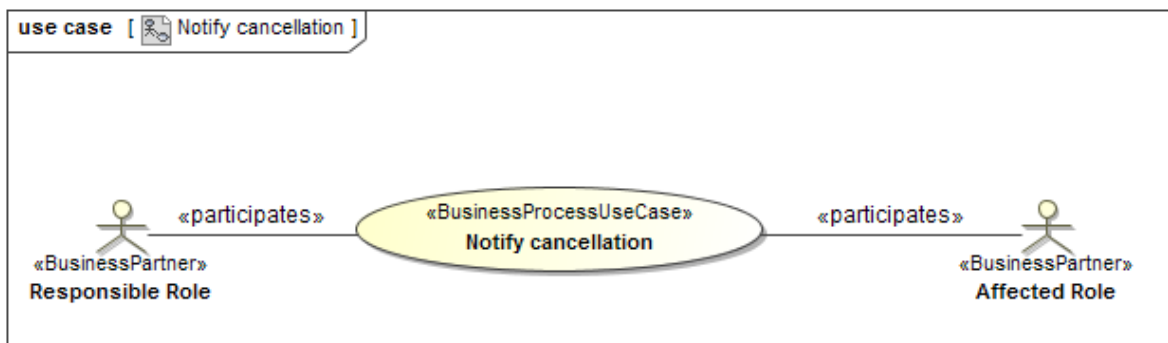 use case [ Notify cancellation ]
«participates» «BusinessProcessUseCase» «participates»
Notify cancellation
«BusinessPartner» «BusinessPartner»
Responsible Role Affected Role